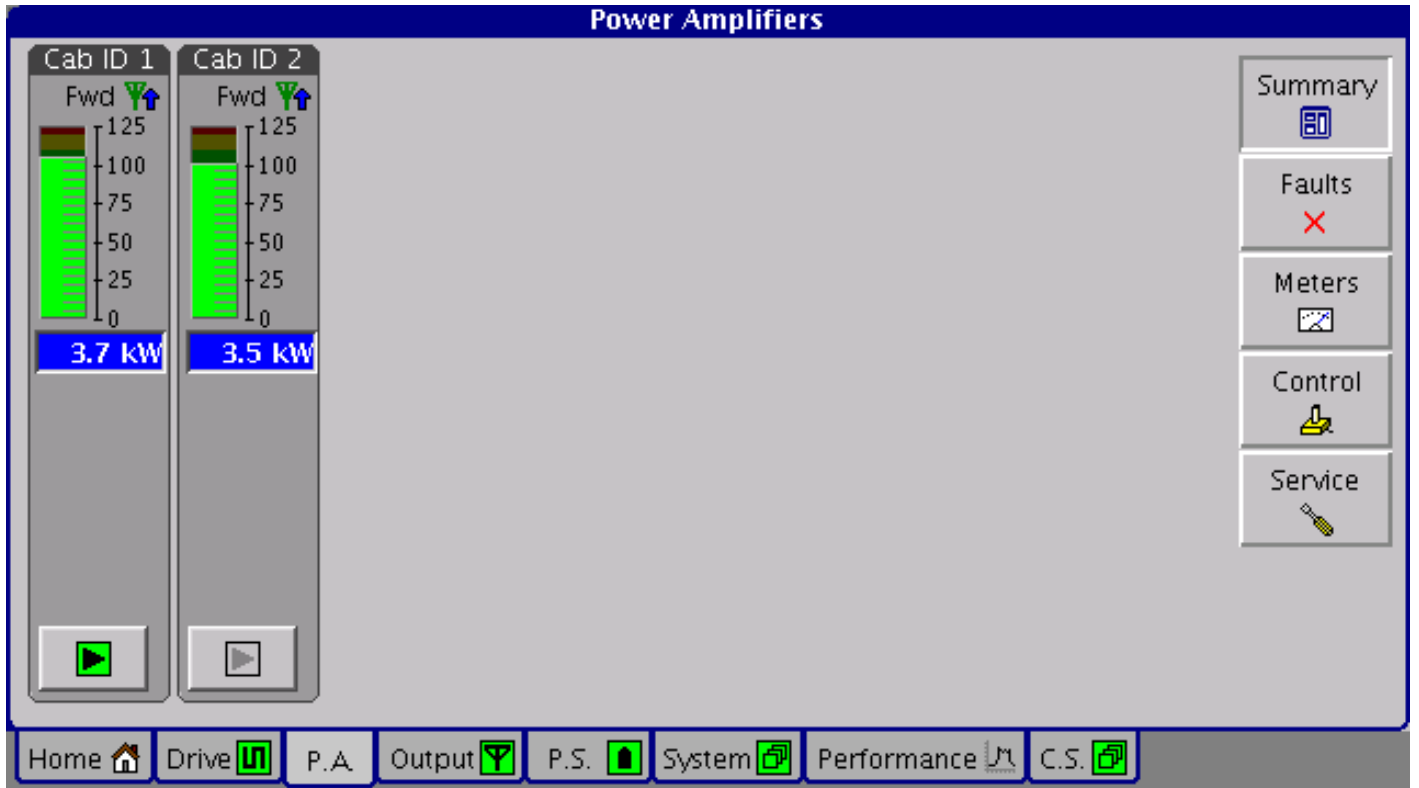 Power Amplifiers
Cab ID 1
Fwd
125
100
75
50
25
0
3.7 kW
Cab ID 2
Fwd
125
100
75
50
25
0
3.5 kW
Summary
Faults
Meters
Control
Service
Home Drive P.A. Output P.S. System Performance C.S.